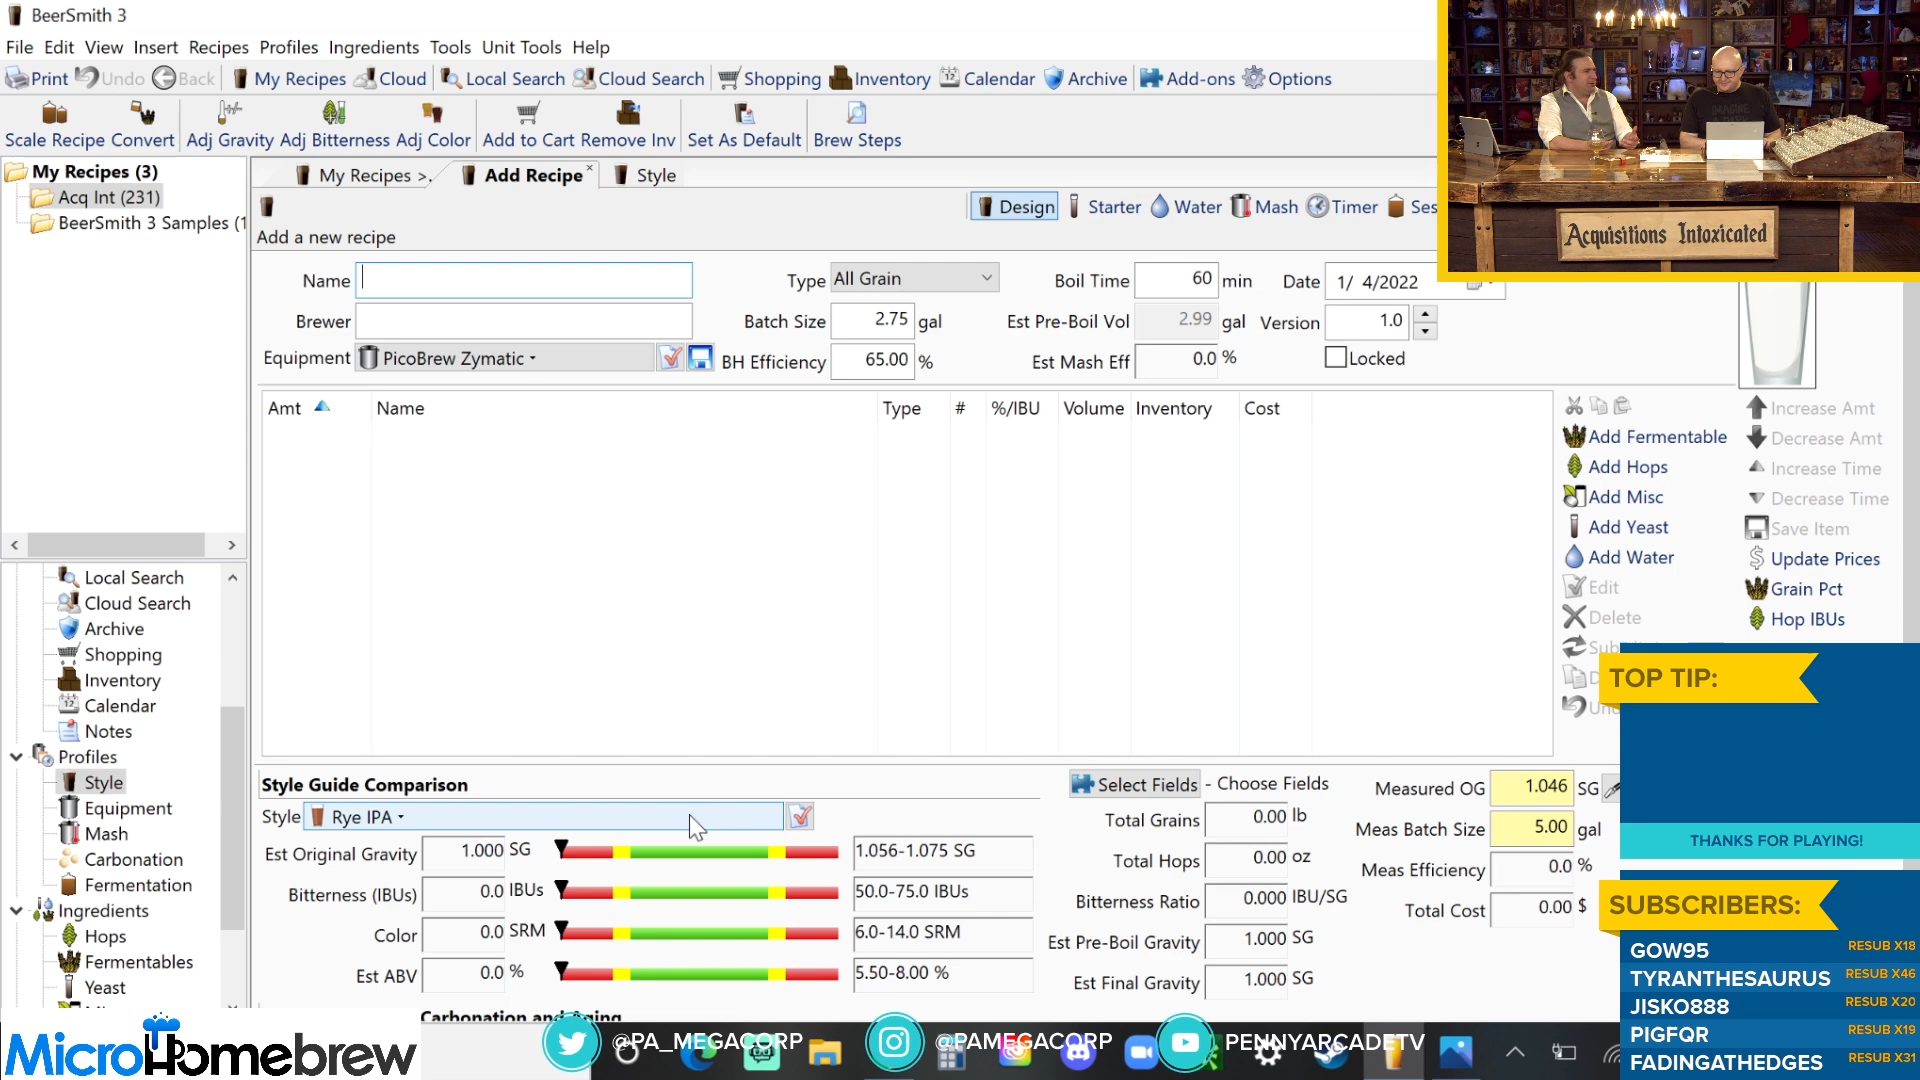 BeerSmith 3
File Edit View Insert Recipes Profiles Ingredients Tools Unit Tools Help
Print Undo Back My Recipes Cloud Local Search Cloud Search Shopping Inventory Calendar Archive Add-ons Options
Scale Recipe Convert Adj Gravity Adj Bitterness Adj Color Add to Cart Remove Inv Set As Default Brew Steps
My Recipes (3)
Acq Int (231)
BeerSmith 3 Samples (1
My Recipes >. Add Recipe × Style
Design Starter Water Mash Timer Ses
Add a new recipe
Name Type All Grain Boil Time 60 min Date 1/ 4/2022
Brewer Batch Size 2.75 gal Est Pre-Boil Vol 2.99 gal Version 1.0
Equipment PicoBrew Zymatic BH Efficiency 65.00 % Est Mash Eff 0.0 % Locked
Amt Name Type # %/IBU Volume Inventory Cost
Add Fermentable
Add Hops
Add Misc
Add Yeast
Add Water
Edit
Delete
Sub
D
Und
Increase Amt
Decrease Amt
Increase Time
Decrease Time
Save Item
Update Prices
Grain Pct
Hop IBUs
Local Search
Cloud Search
Archive
Shopping
Inventory
Calendar
Notes
Profiles
Style
Equipment
Mash
Carbonation
Fermentation
Ingredients
Hops
Fermentables
Yeast
Style Guide Comparison
Style Rye IPA
Est Original Gravity 1.000 SG 1.056-1.075 SG
Bitterness (IBUs) 0.0 IBUs 50.0-75.0 IBUs
Color 0.0 SRM 6.0-14.0 SRM
Est ABV 0.0 % 5.50-8.00 %
Carbonation and Aging
Select Fields - Choose Fields
Total Grains 0.00 lb
Total Hops 0.00 oz
Bitterness Ratio 0.000 IBU/SG
Est Pre-Boil Gravity 1.000 SG
Est Final Gravity 1.000 SG
Measured OG 1.046 SG
Meas Batch Size 5.00 gal
Meas Efficiency 0.0 %
Total Cost 0.00 $
Acquisitions Intoxicated
TOP TIP:
THANKS FOR PLAYING!
SUBSCRIBERS:
GOW95 RESUB X18
TYRANTHESAURUS RESUB X46
JISKO888 RESUB X20
PIGFQR RESUB X19
FADINGATHEDGES RESUB X31
MicroHomebrew
@PA_MEGACORP @PAMEGACORP PENNYARCADETV